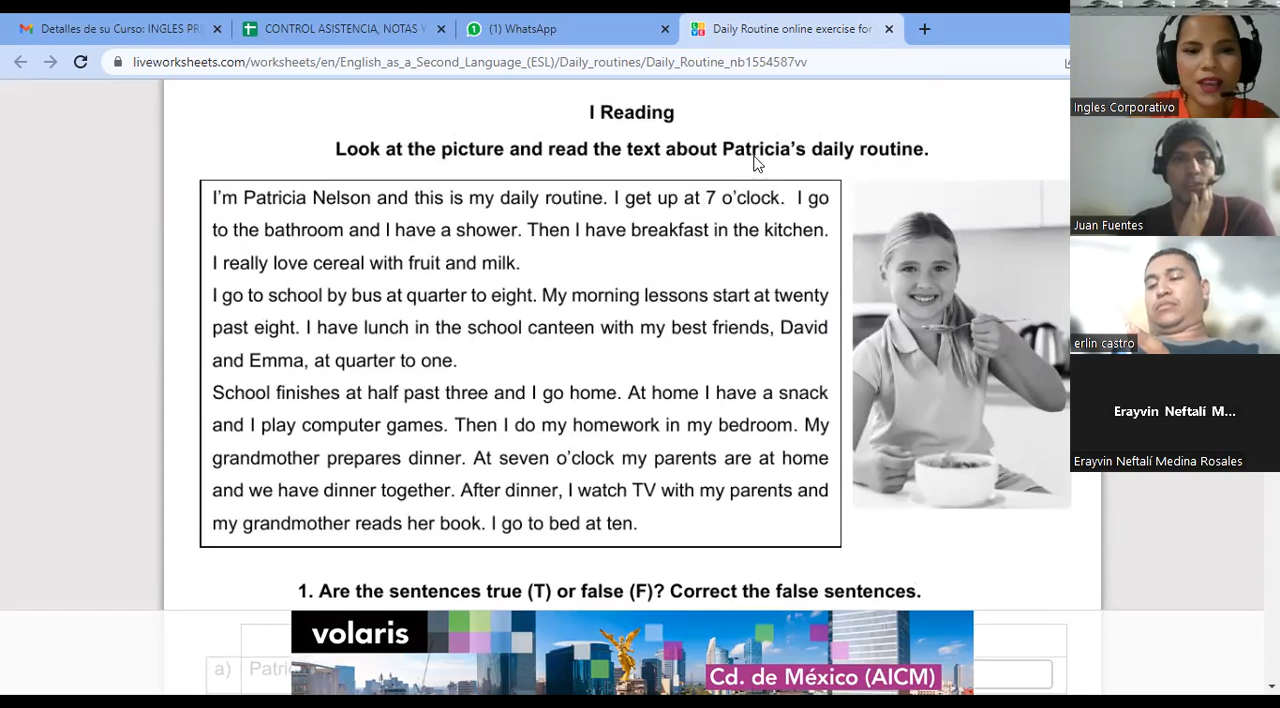 Detalles de su Curso: INGLES PRI
CONTROL ASISTENCIA, NOTAS Y
(1) WhatsApp
Daily Routine online exercise for
liveworksheets.com/worksheets/en/English_as_a_Second_Language_(ESL)/Daily_routines/Daily_Routine_nb1554587vv
I Reading
Look at the picture and read the text about Patricia's daily routine.
I'm Patricia Nelson and this is my daily routine. I get up at 7 o'clock. I go
to the bathroom and I have a shower. Then I have breakfast in the kitchen.
I really love cereal with fruit and milk.
I go to school by bus at quarter to eight. My morning lessons start at twenty
past eight. I have lunch in the school canteen with my best friends, David
and Emma, at quarter to one.
School finishes at half past three and I go home. At home I have a snack
and I play computer games. Then I do my homework in my bedroom. My
grandmother prepares dinner. At seven o'clock my parents are at home
and we have dinner together. After dinner, I watch TV with my parents and
my grandmother reads her book. I go to bed at ten.
1. Are the sentences true (T) or false (F)? Correct the false sentences.
a) Patri
volaris
Cd. de México (AICM)
Ingles Corporativo
Juan Fuentes
erlin castro
Erayvin Neftalí M...
Erayvin Neftalí Medina Rosales